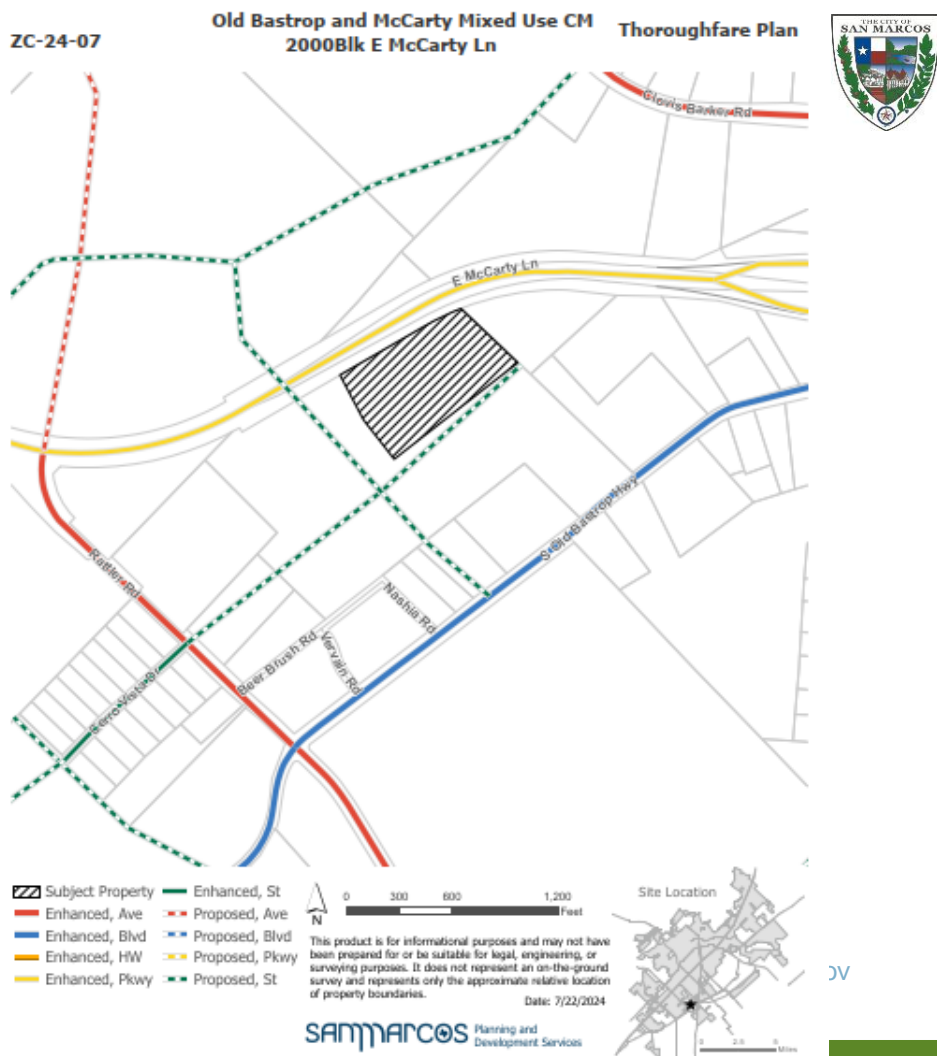 ZC-24-07
Old Bastrop and McCarty Mixed Use CM
2000Blk E McCarty Ln
Thoroughfare Plan
THE CITY OF
SAN MARCOS
Clovis Barker Rd
E McCarty Ln
S Old Bastrop Hwy
Rattler Rd
Nashia Rd
Beer Brush Rd
Vervain Rd
Serro Vista Dr
Subject Property
Enhanced, Ave
Enhanced, Blvd
Enhanced, HW
Enhanced, Pkwy
Enhanced, St
Proposed, Ave
Proposed, Blvd
Proposed, Pkwy
Proposed, St
N
0 300 600 1,200
Feet
This product is for informational purposes and may not have
been prepared for or be suitable for legal, engineering, or
surveying purposes. It does not represent an on-the-ground
survey and represents only the approximate relative location
of property boundaries.
Date: 7/22/2024
SANMARCOS Planning and
Development Services
Site Location
0 2.5 5
Miles
ov